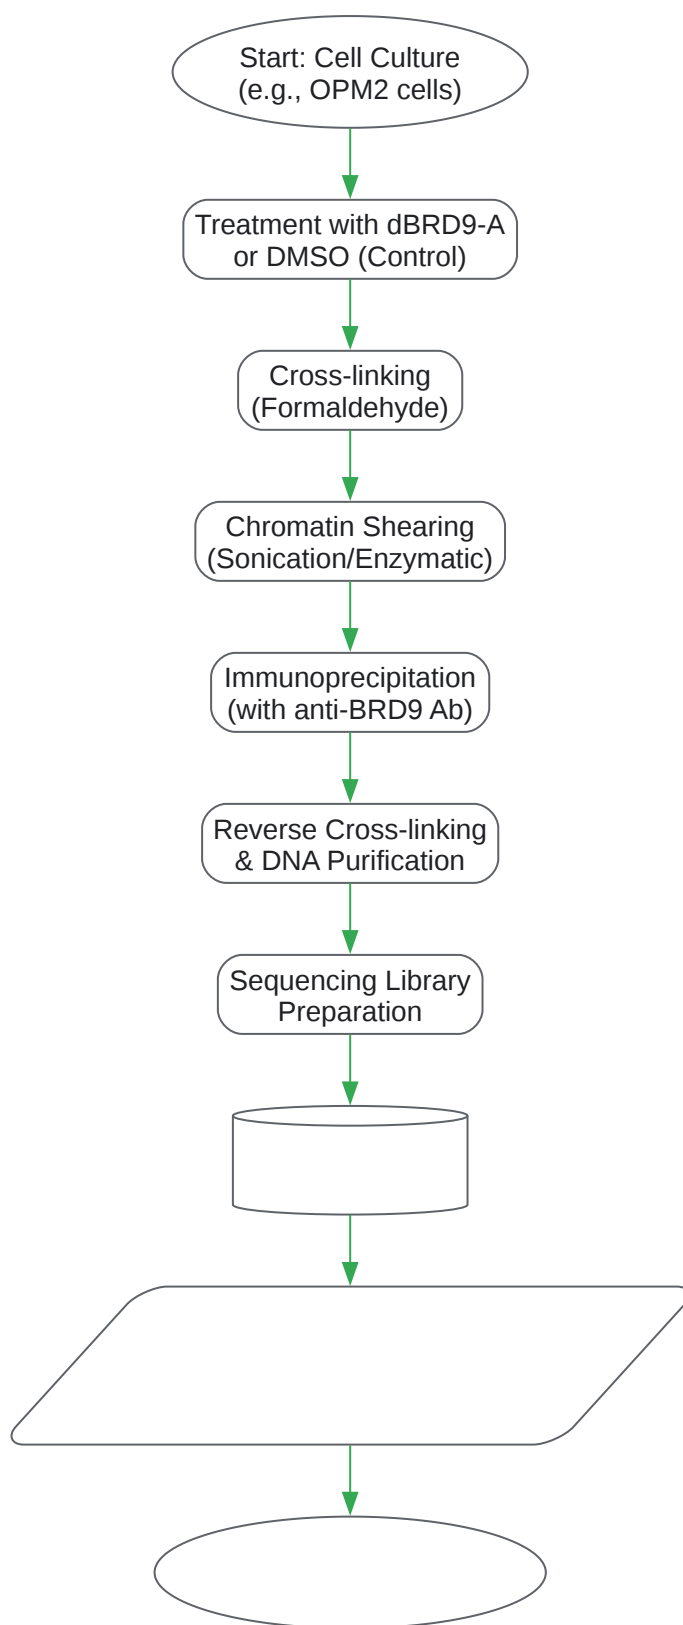 Start: Cell Culture
(e.g., OPM2 cells)
Treatment with dBRD9-A
or DMSO (Control)
Cross-linking
(Formaldehyde)
Chromatin Shearing
(Sonication/Enzymatic)
Immunoprecipitation
(with anti-BRD9 Ab)
Reverse Cross-linking
& DNA Purification
Sequencing Library
Preparation